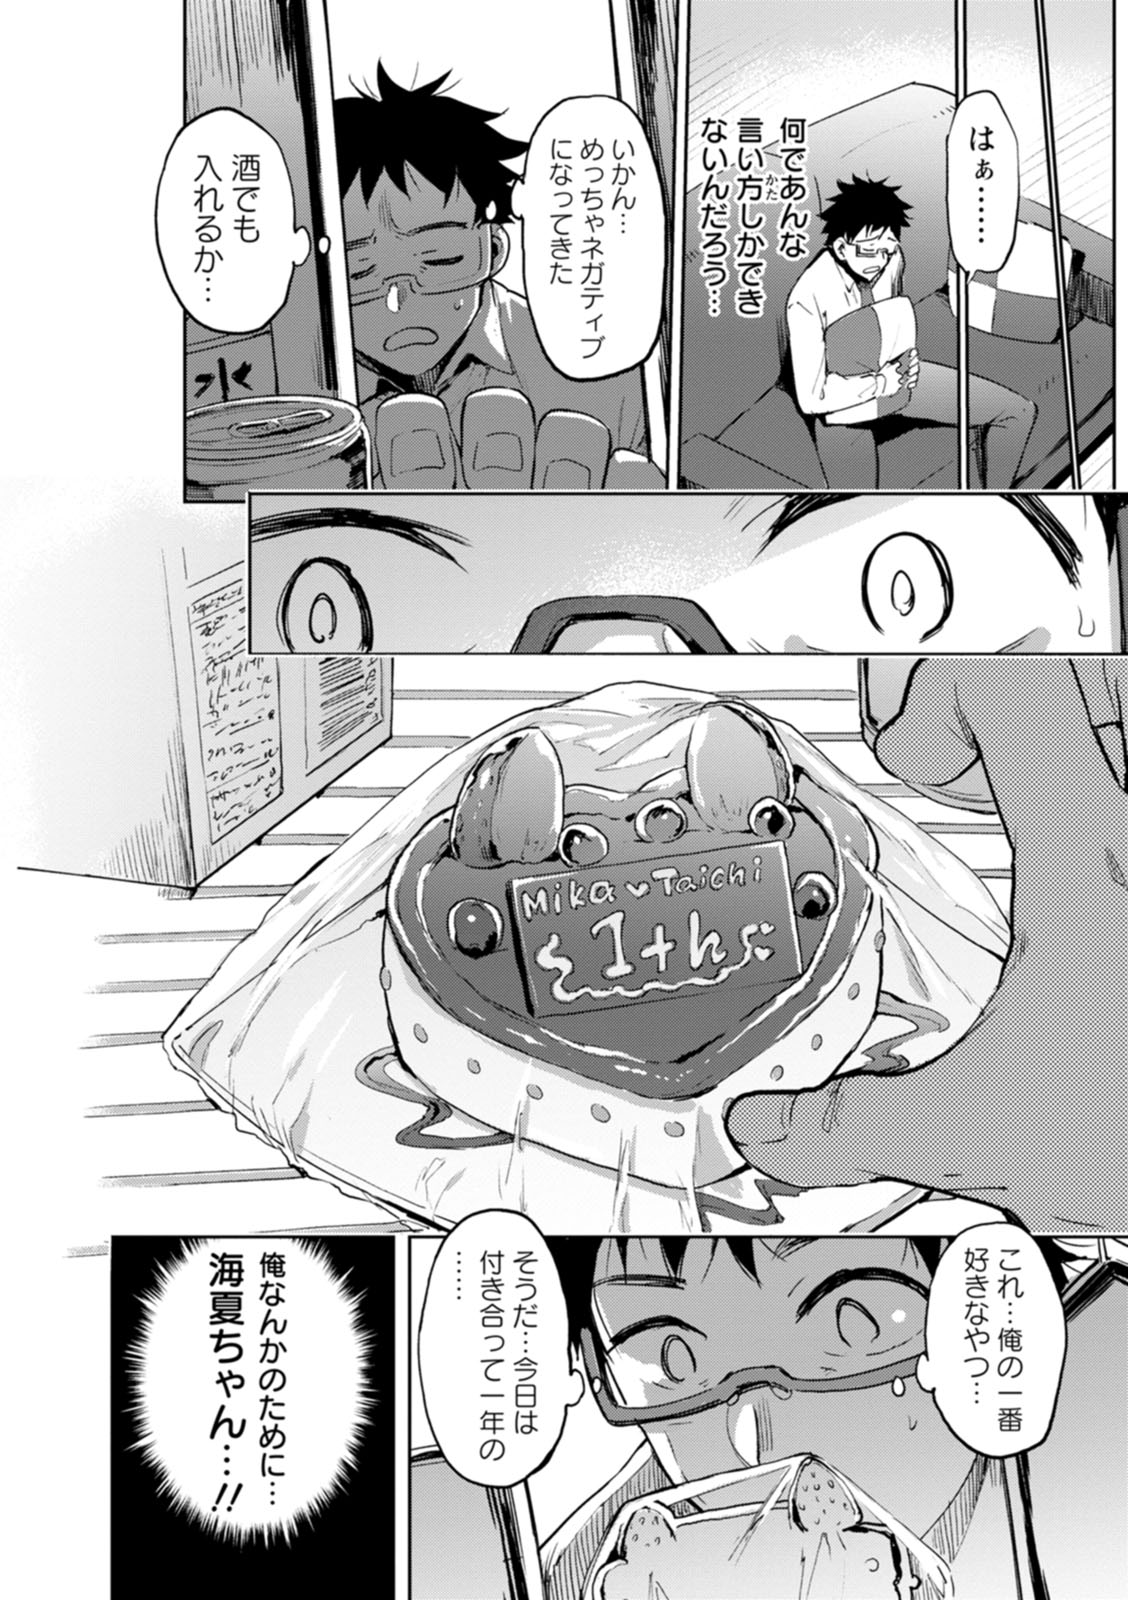 はぁ……
何であんな
言い方しかでき
ないんだろう…
かた
いかん…
めっちゃネガティブ
になってきた
酒でも
入れるか…
氷
Mika♥Taichi
1+h
これ…俺の一番
好きなやつ…
そうだ…今日は
付き合って一年の
……
俺なんかのために…
海夏ちゃん…!!